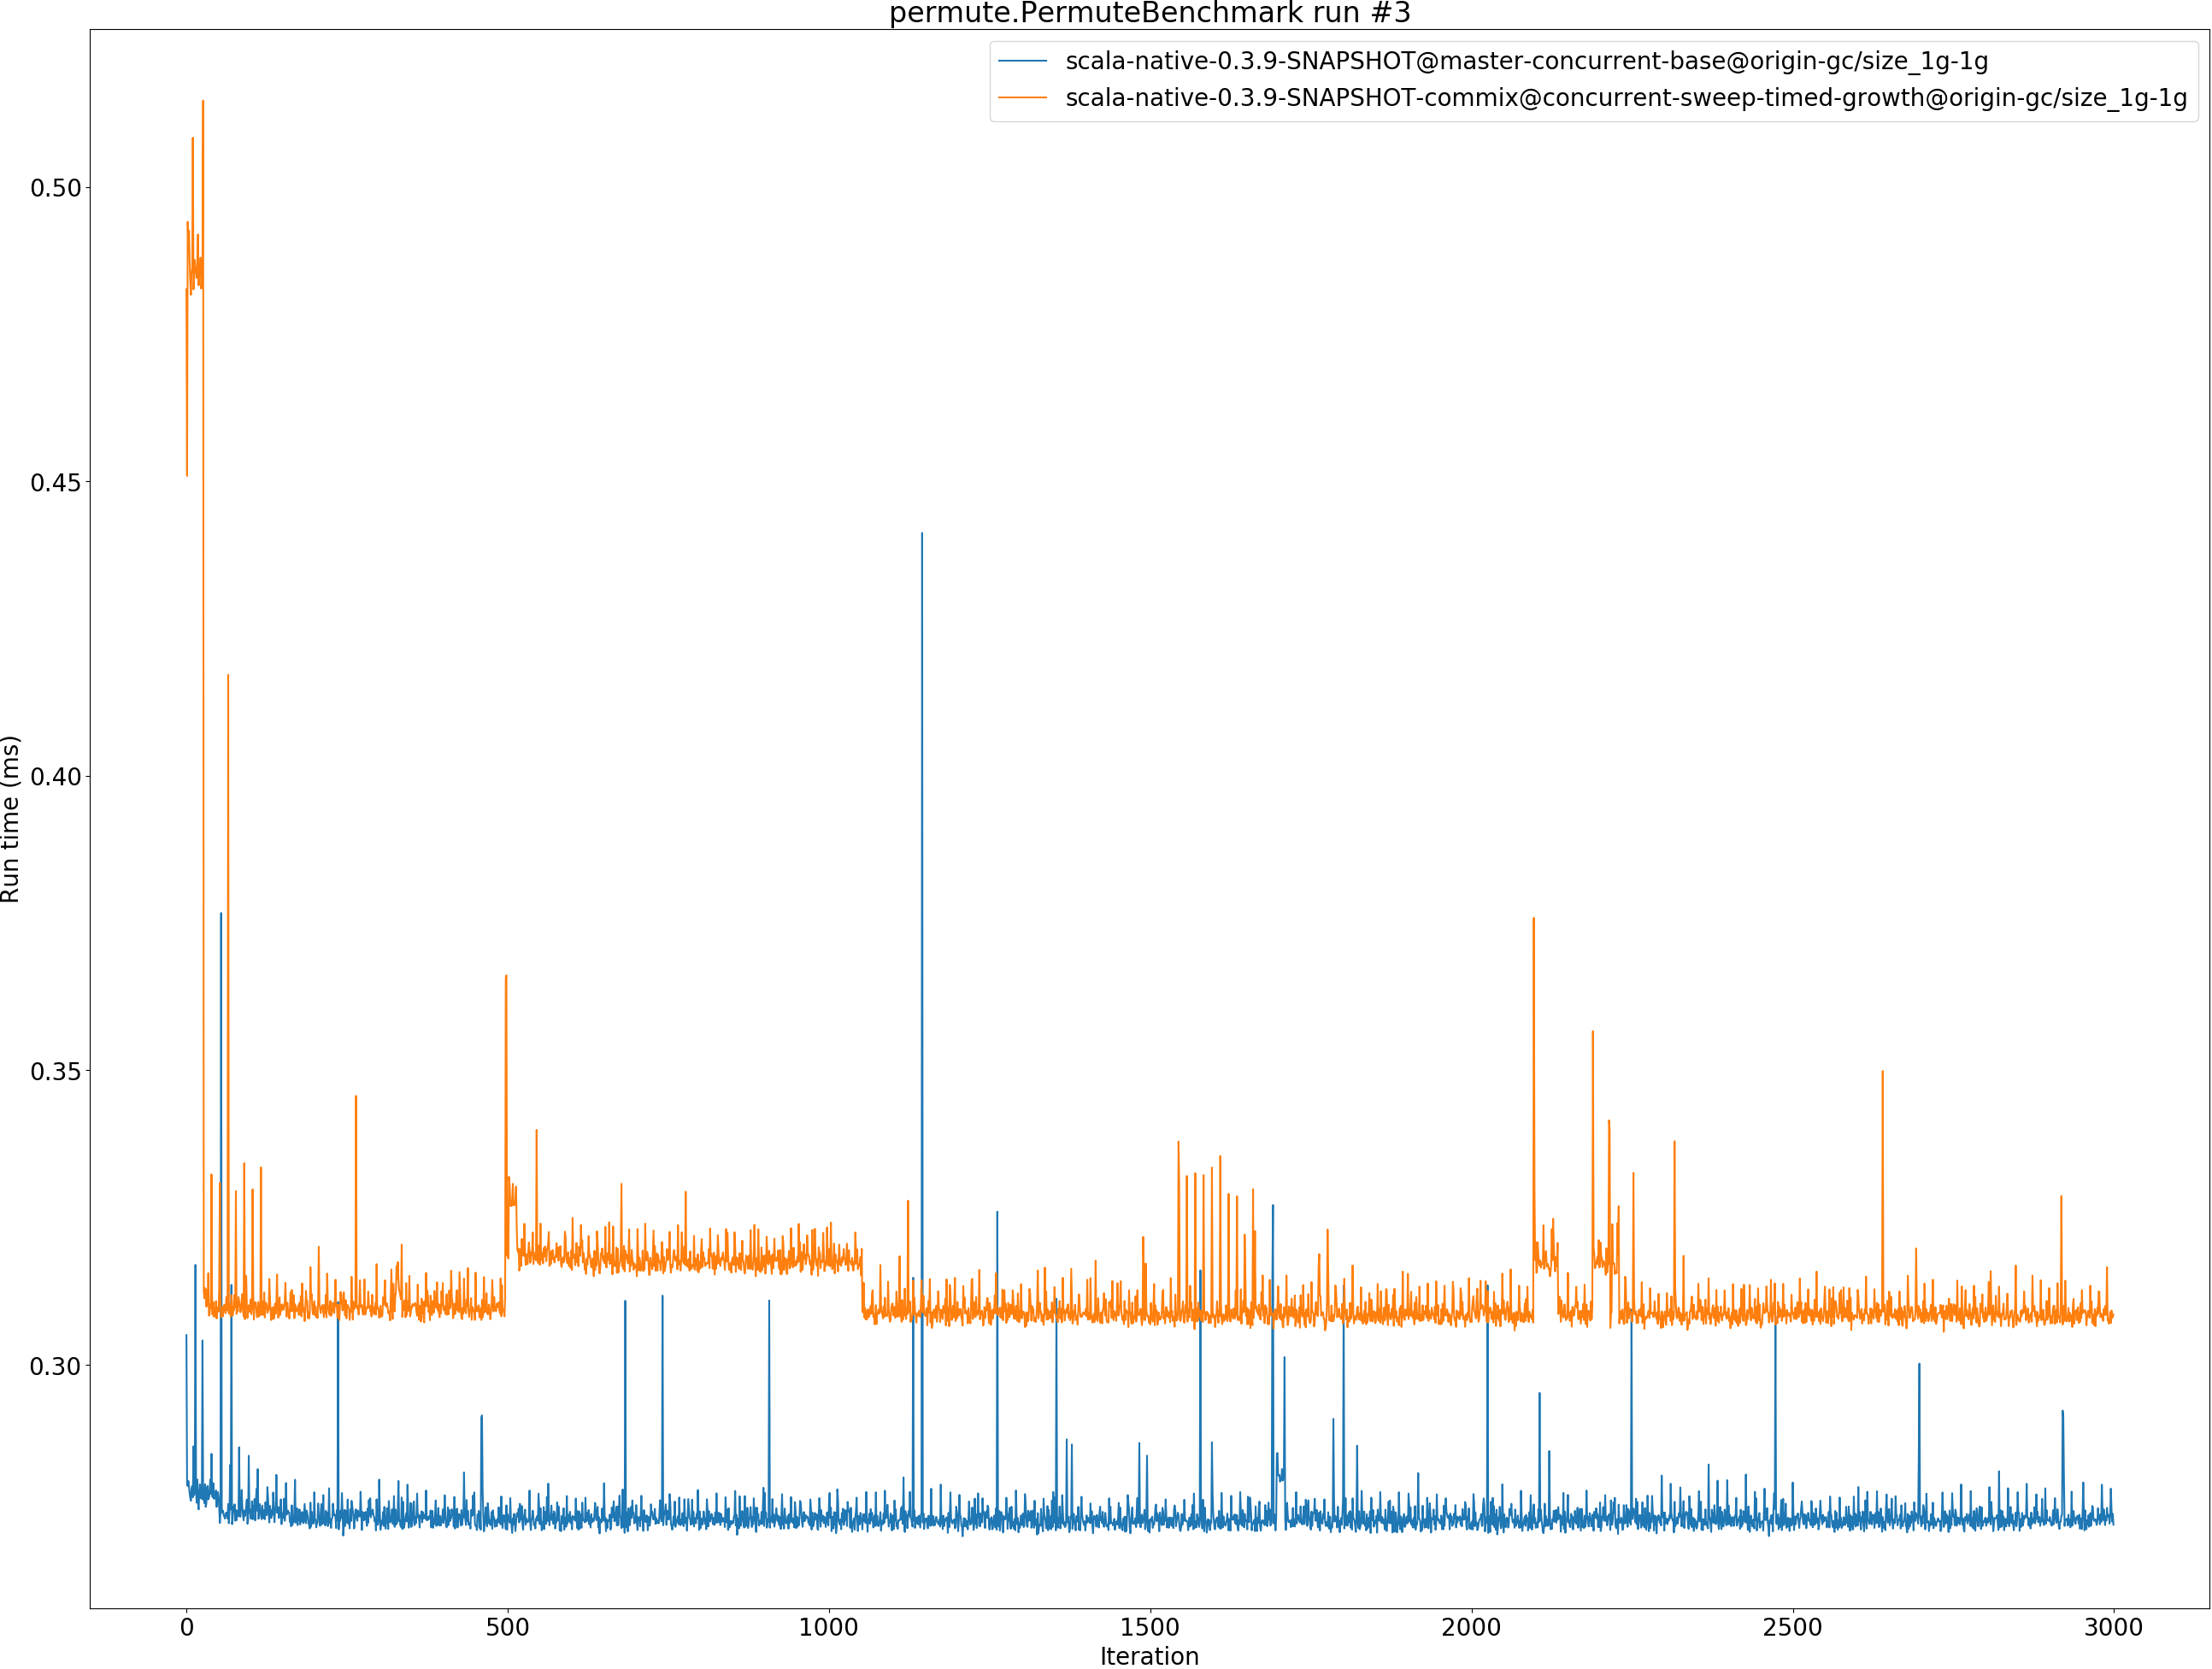 permute.PermuteBenchmark run #3
scala-native-0.3.9-SNAPSHOT@master-concurrent-base@origin-gc/size_1g-1g
scala-native-0.3.9-SNAPSHOT-commix@concurrent-sweep-timed-growth@origin-gc/size_1g-1g
Run time (ms)
0.50
0.45
0.40
0.35
0.30
0 500 1000 1500 2000 2500 3000
Iteration